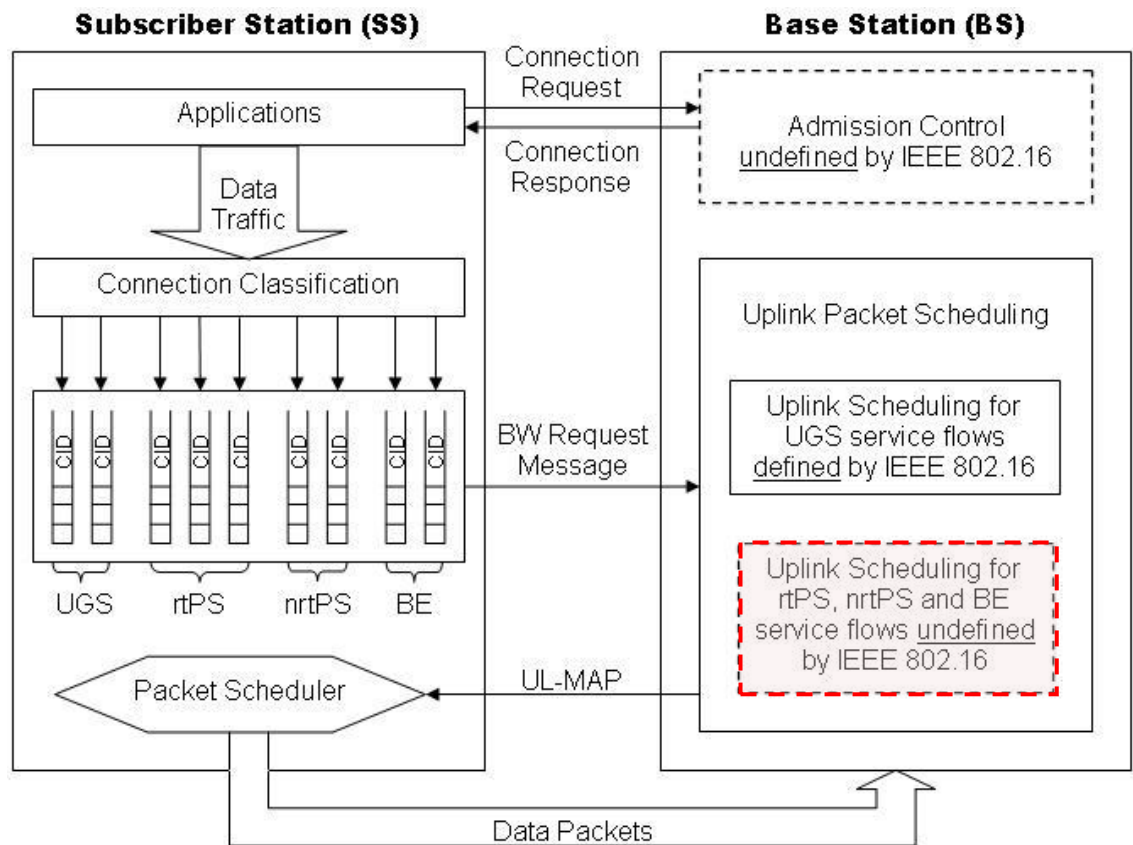 Subscriber Station (SS)
Base Station (BS)
Connection
Request
Applications
Admission Control
undefined by IEEE 802.16
Connection
Response
Data
Traffic
Connection Classification
Uplink Packet Scheduling
CID CID CID CID CID CID CID CID CID
BW Request
Message
Uplink Scheduling for
UGS service flows
defined by IEEE 802.16
UGS rtPS nrtPS BE
Uplink Scheduling for
rtPS, nrtPS and BE
service flows undefined
by IEEE 802.16
Packet Scheduler
UL-MAP
Data Packets